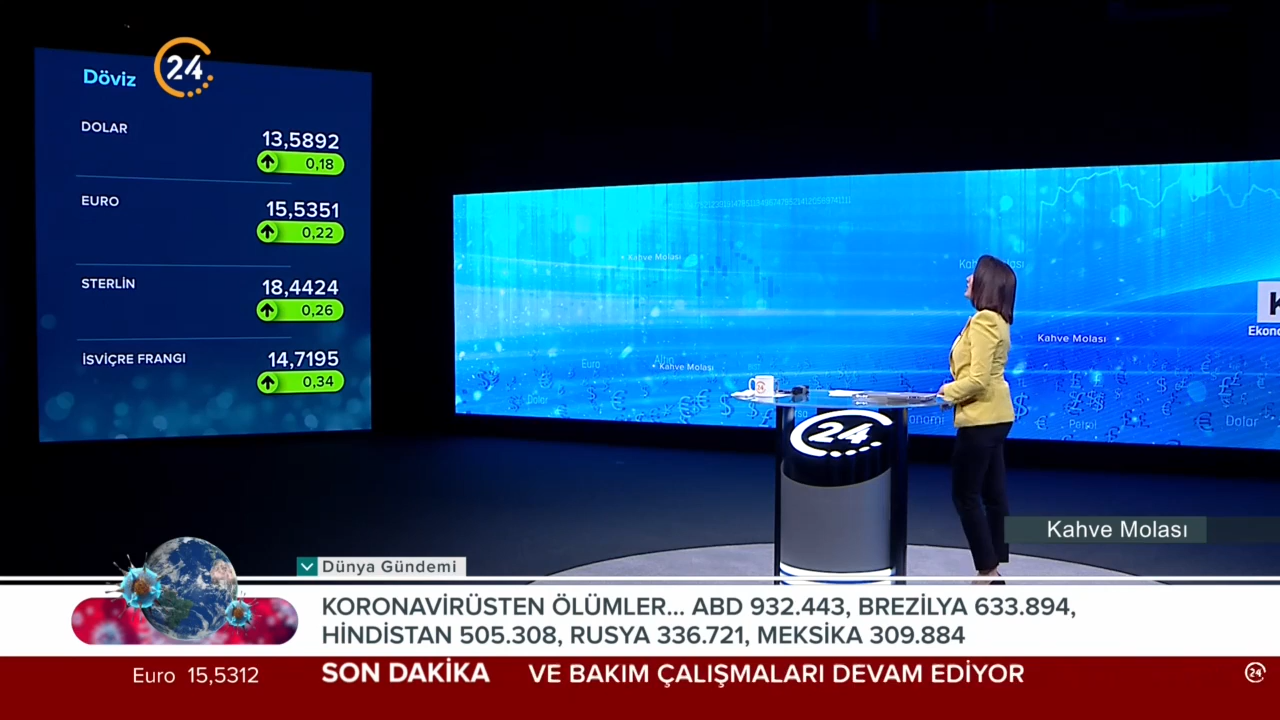 Döviz
24
DOLAR
13,5892
0,18
EURO
15,5351
0,22
STERLİN
18,4424
0,26
İSVİÇRE FRANGI
14,7195
0,34
Kahve Molası
Kahve Molası
Kahve Molası
Euro
Altın
Kahve Molası
Dolar
Petrol
Dolar
K
24
24
Kahve Molası
Dünya Gündemi
KORONAVİRÜSTEN ÖLÜMLER... ABD 932.443, BREZİLYA 633.894,
HİNDİSTAN 505.308, RUSYA 336.721, MEKSİKA 309.884
Euro 15,5312
SON DAKİKA
VE BAKIM ÇALIŞMALARI DEVAM EDİYOR
24